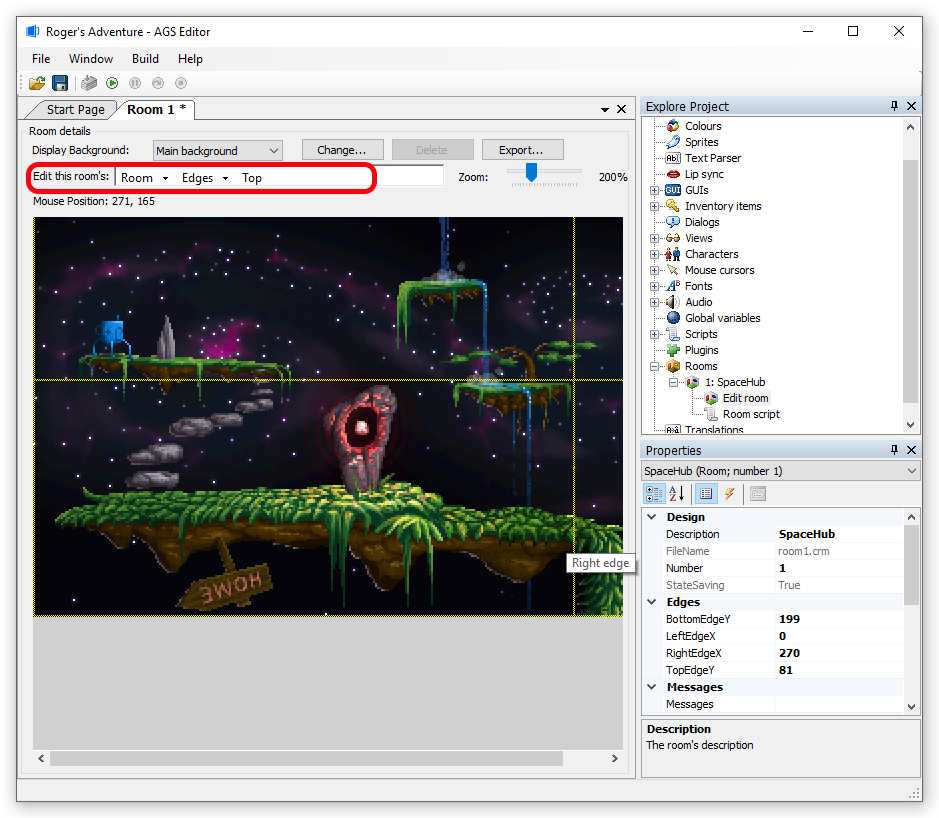 Roger's Adventure - AGS Editor
File Window Build Help
Start Page Room 1 *
Room details
Display Background: Main background Change... Delete Export...
Edit this room's: Room Edges Top Zoom: 200%
Mouse Position: 271, 165
HOME
Right edge
Explore Project
Colours
Sprites
Ab| Text Parser
Lip sync
GUI GUIs
Inventory items
Dialogs
Views
Characters
Mouse cursors
Fonts
Audio
Global variables
Scripts
Plugins
Rooms
1: SpaceHub
Edit room
Room script
Translations
Properties
SpaceHub (Room; number 1)
Design
Description SpaceHub
FileName room1.crm
Number 1
StateSaving True
Edges
BottomEdgeY 199
LeftEdgeX 0
RightEdgeX 270
TopEdgeY 81
Messages
Messages
Description
The room's description